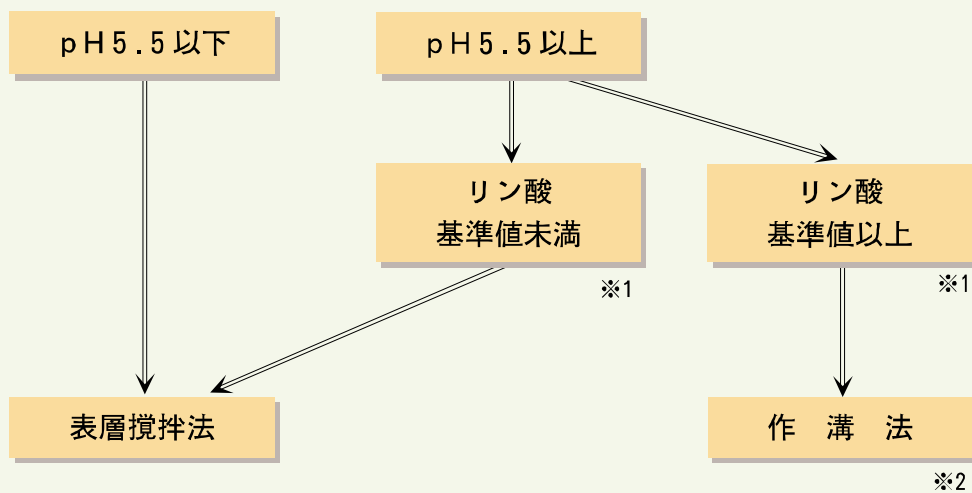 pH5.5以下
pH5.5以上
リン酸
基準値未満
リン酸
基準値以上
※1
※1
表層撹拌法
作 溝 法
※2